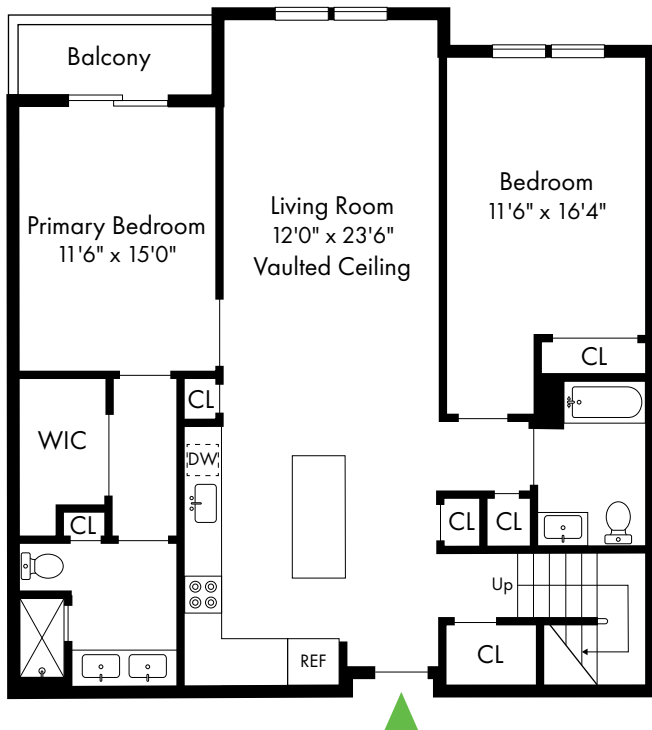 Balcony
Primary Bedroom
11'6" x 15'0"
Living Room
12'0" x 23'6"
Vaulted Ceiling
Bedroom
11'6" x 16'4"
CL
CL
WIC
DW
CL
CL
CL
Up
CL
REF